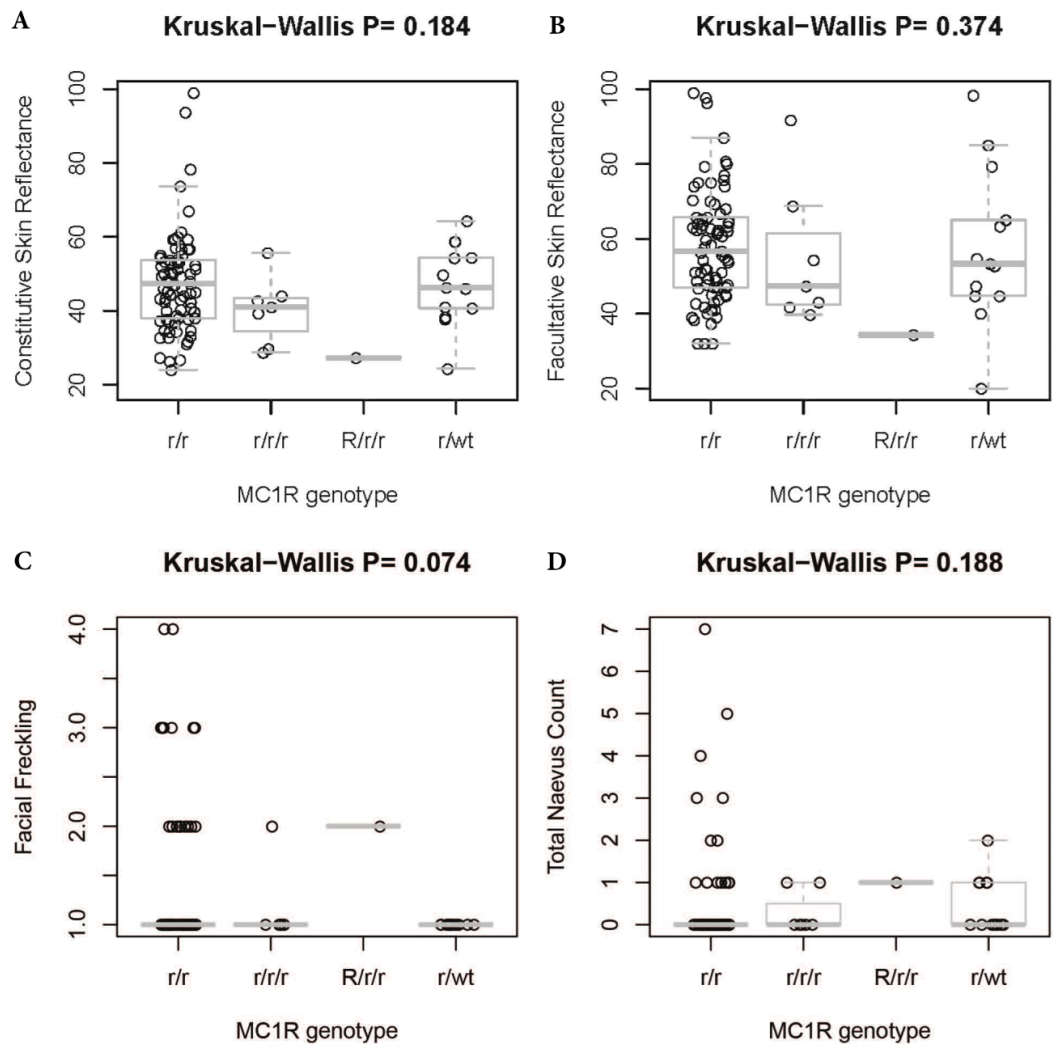 A
Kruskal−Wallis P= 0.184
Constitutive Skin Reflectance
100
80
60
40
20
r/r r/r/r R/r/r r/wt
MC1R genotype
B
Kruskal−Wallis P= 0.374
Facultative Skin Reflectance
100
80
60
40
20
r/r r/r/r R/r/r r/wt
MC1R genotype
C
Kruskal−Wallis P= 0.074
Facial Freckling
4.0
3.0
2.0
1.0
r/r r/r/r R/r/r r/wt
MC1R genotype
D
Kruskal−Wallis P= 0.188
Total Naevus Count
7
6
5
4
3
2
1
0
r/r r/r/r R/r/r r/wt
MC1R genotype